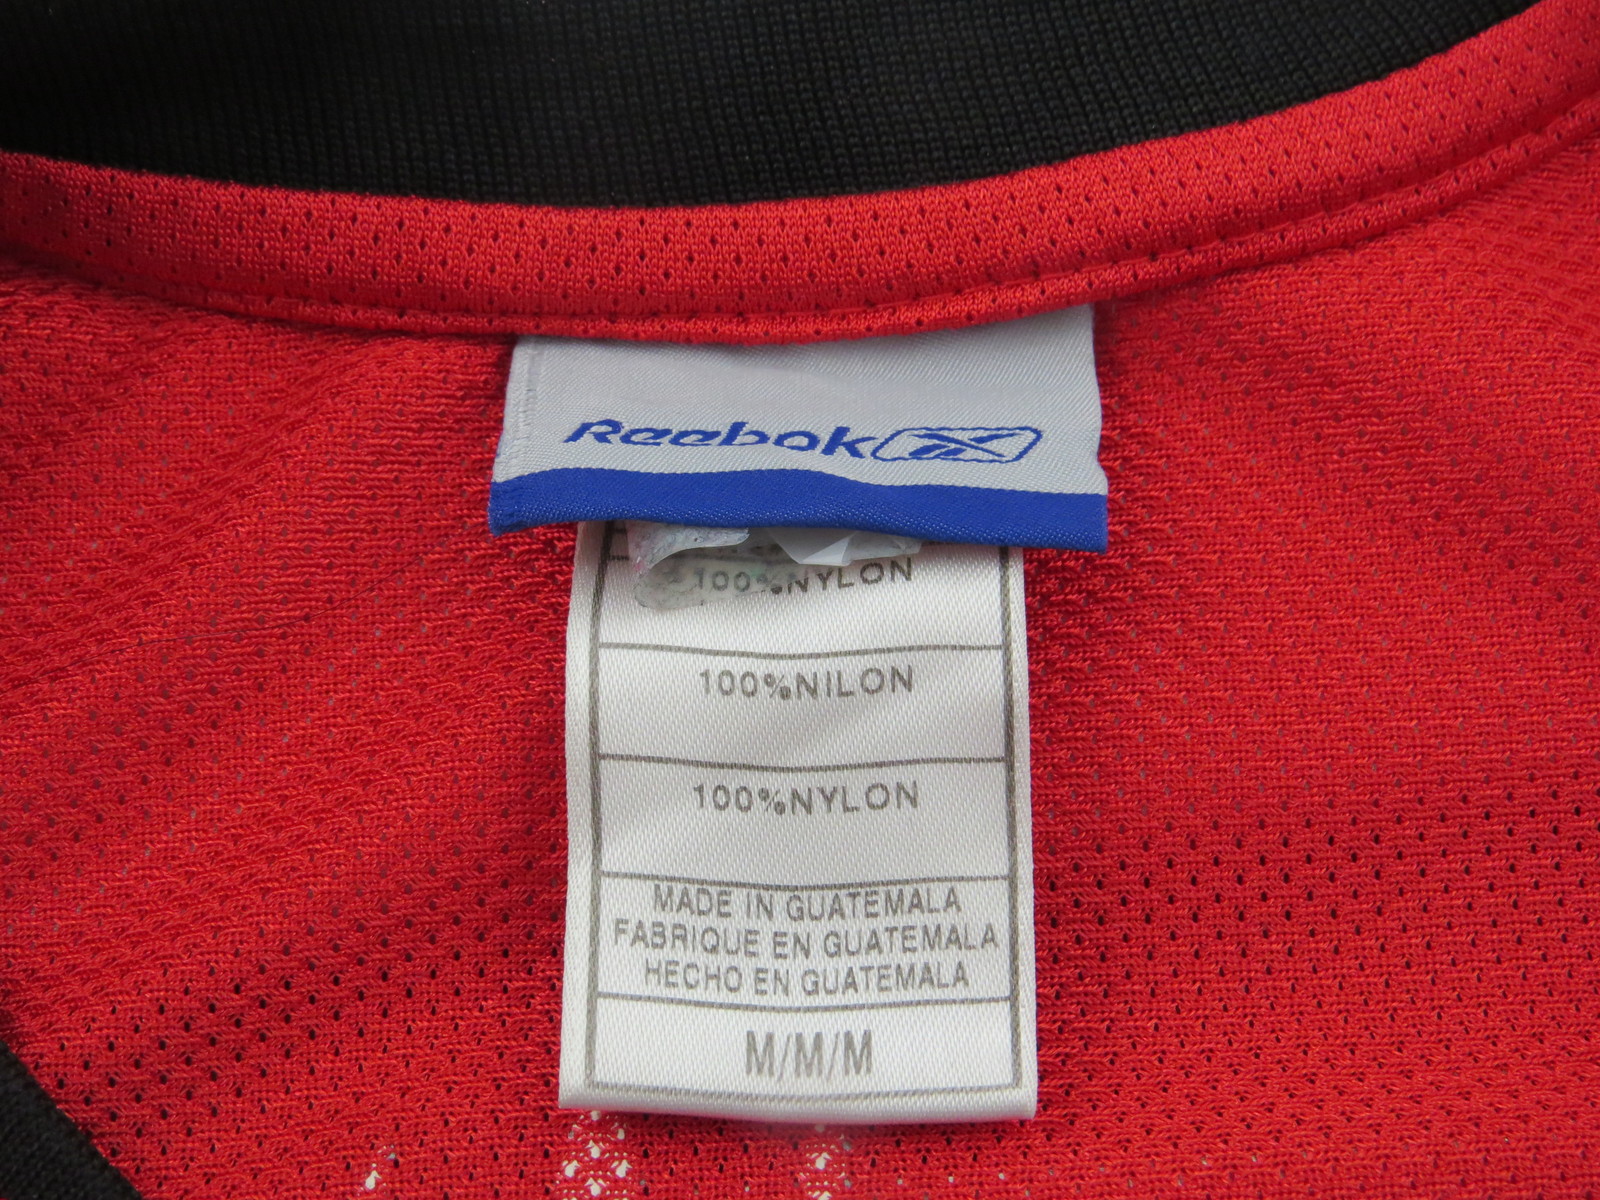 Reebok
100%NYLON
100%NILON
100%NYLON
MADE IN GUATEMALA
FABRIQUE EN GUATEMALA
HECHO EN GUATEMALA
M/M/M